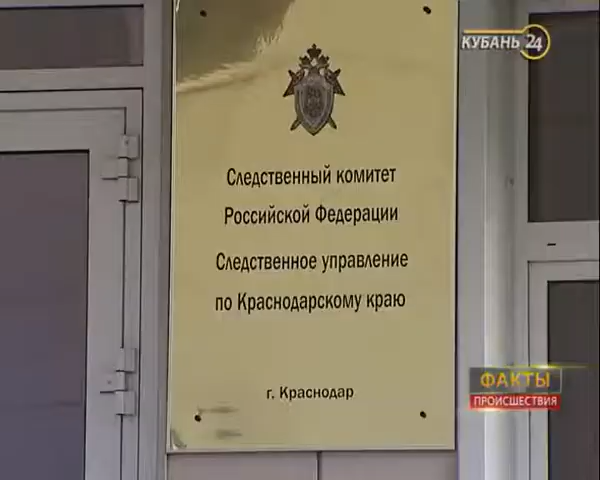 КУБАНЬ 24
Следственный комитет
Российской Федерации
Следственное управление
по Краснодарскому краю
г. Краснодар
ФАКТЫ
ПРОИСШЕСТВИЯ